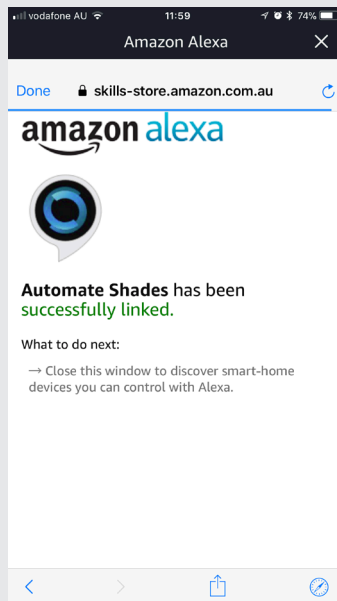 vodafone AU 11:59 74%
Amazon Alexa
Done skills-store.amazon.com.au
amazon alexa
Automate Shades has been
successfully linked.
What to do next:
→ Close this window to discover smart-home
devices you can control with Alexa.